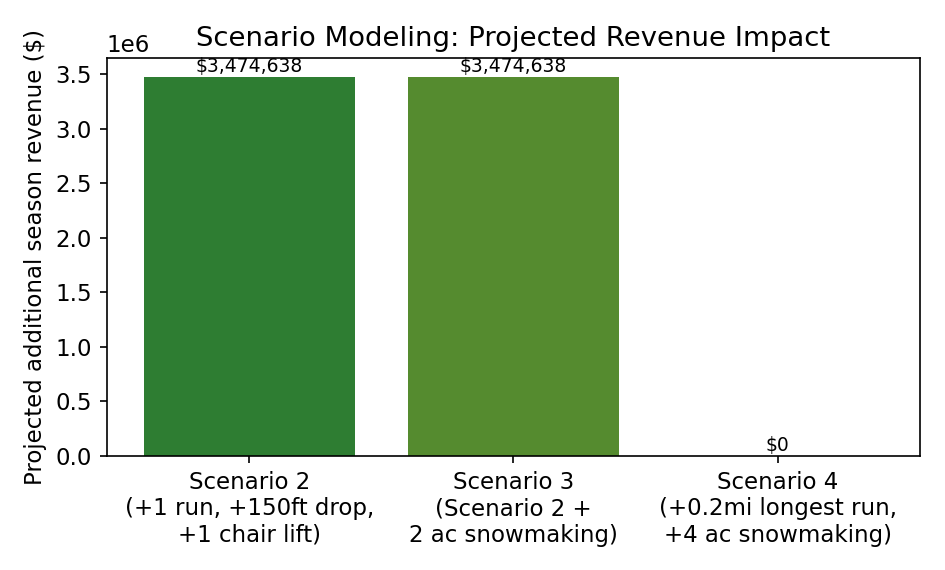 Scenario Modeling: Projected Revenue Impact
1e6
Projected additional season revenue ($)
3.5
3.0
2.5
2.0
1.5
1.0
0.5
0.0
$3,474,638
$3,474,638
$0
Scenario 2
(+1 run, +150ft drop,
+1 chair lift)
Scenario 3
(Scenario 2 +
2 ac snowmaking)
Scenario 4
(+0.2mi longest run,
+4 ac snowmaking)